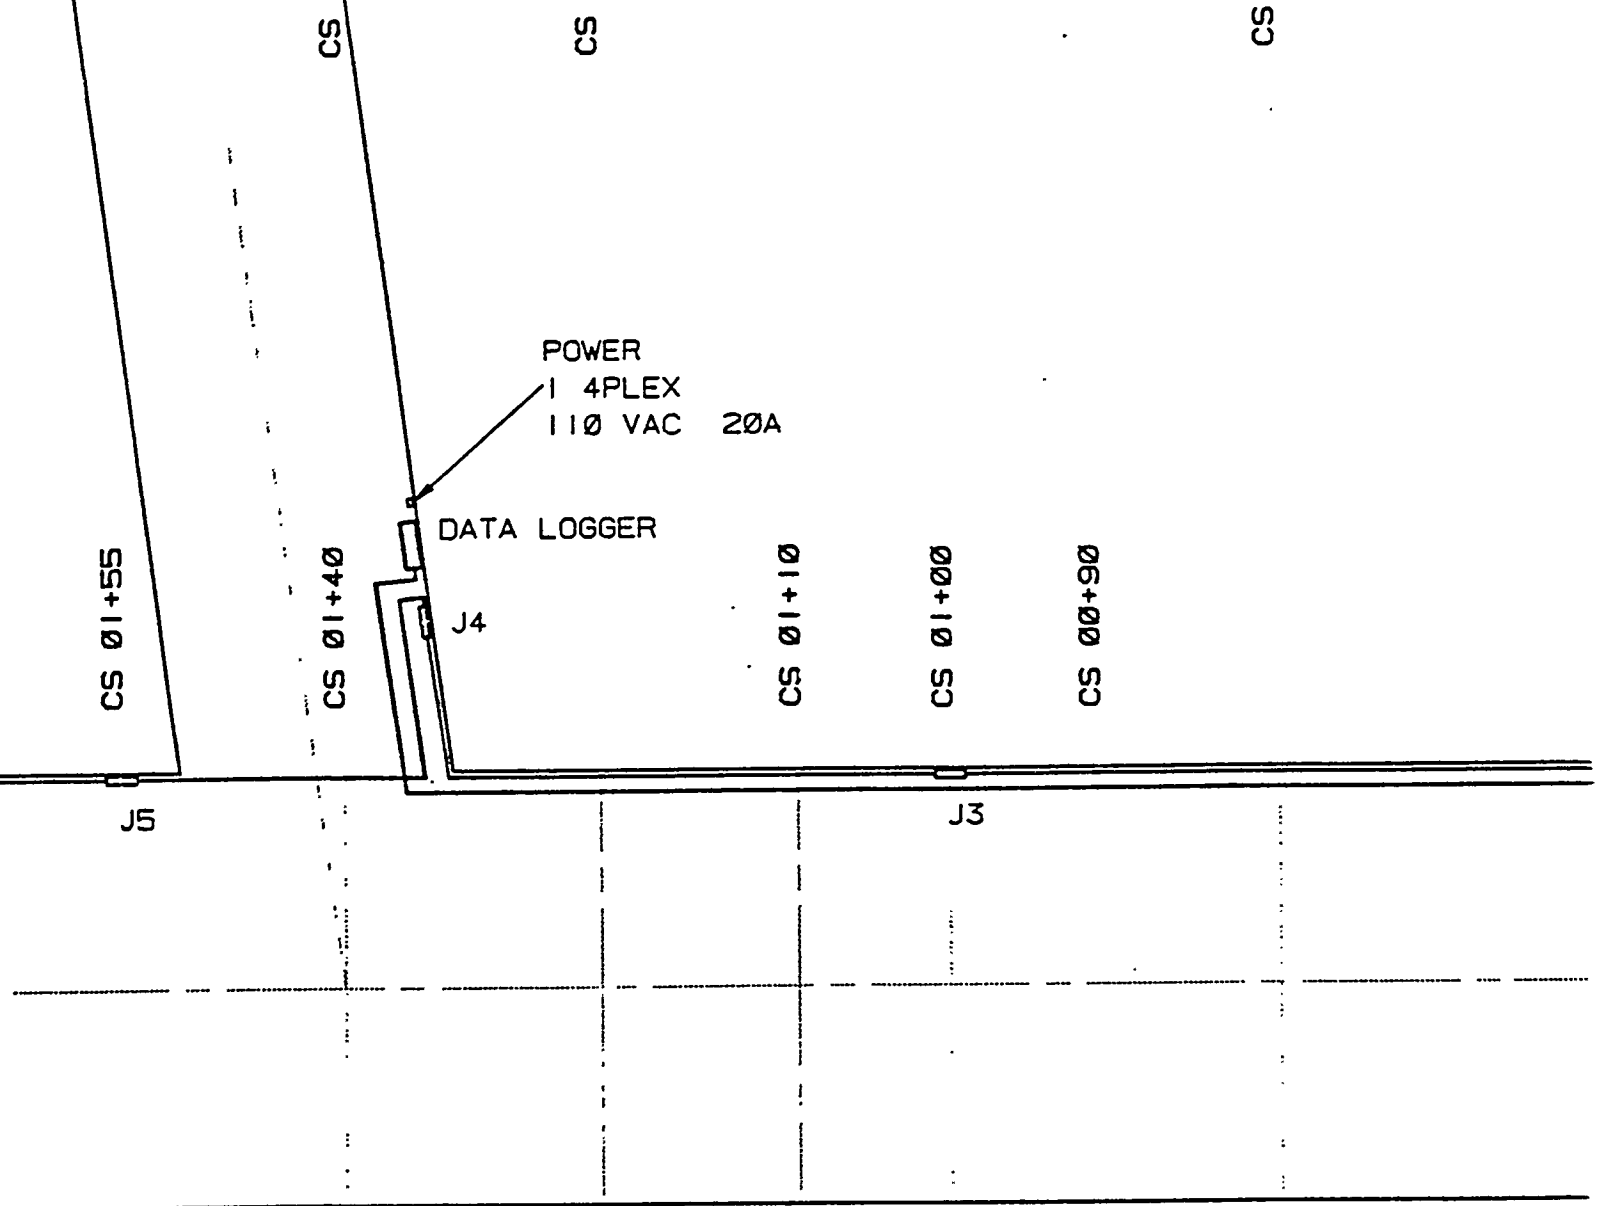 CS
CS
CS
POWER
1 4PLEX
110 VAC 20A
DATA LOGGER
CS 01+55
CS 01+40
J4
CS 01+10
CS 01+00
CS 00+90
J5
J3